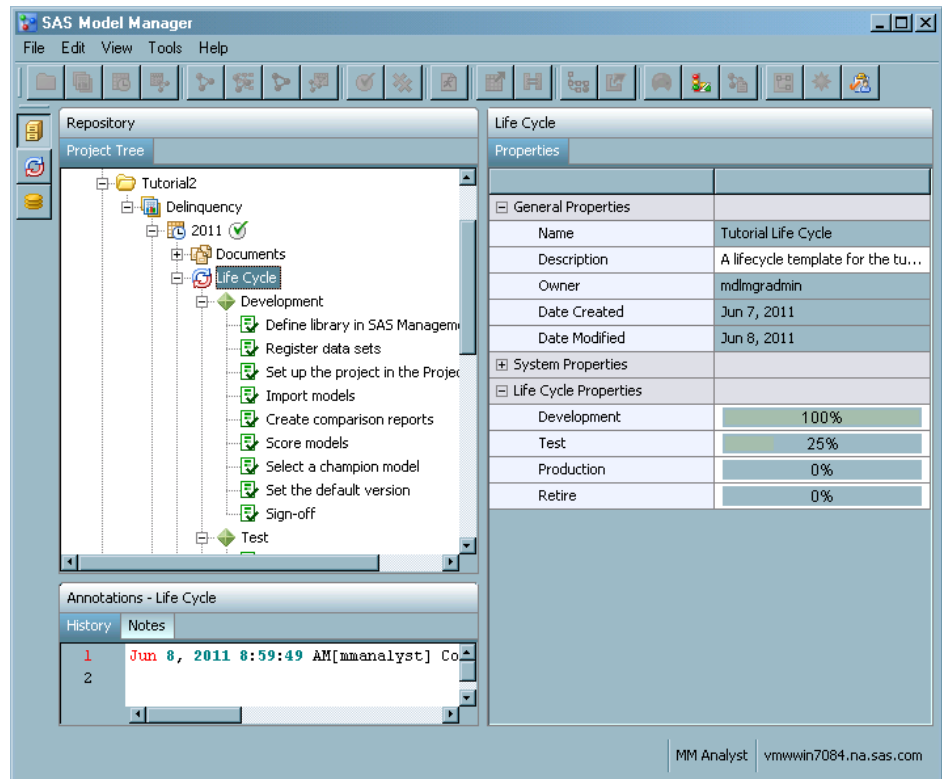 SAS Model Manager
File Edit View Tools Help
Repository
Project Tree
Tutorial2
Delinquency
2011
Documents
Life Cycle
Development
Define library in SAS Managem
Register data sets
Set up the project in the Projec
Import models
Create comparison reports
Score models
Select a champion model
Set the default version
Sign-off
Test
Annotations - Life Cycle
History Notes
1 Jun 8, 2011 8:59:49 AM[mmanalyst] Co
2
Life Cycle
Properties
General Properties
Name Tutorial Life Cycle
Description A lifecycle template for the tu...
Owner mdlmgradmin
Date Created Jun 7, 2011
Date Modified Jun 8, 2011
System Properties
Life Cycle Properties
Development 100%
Test 25%
Production 0%
Retire 0%
MM Analyst vmwwin7084.na.sas.com